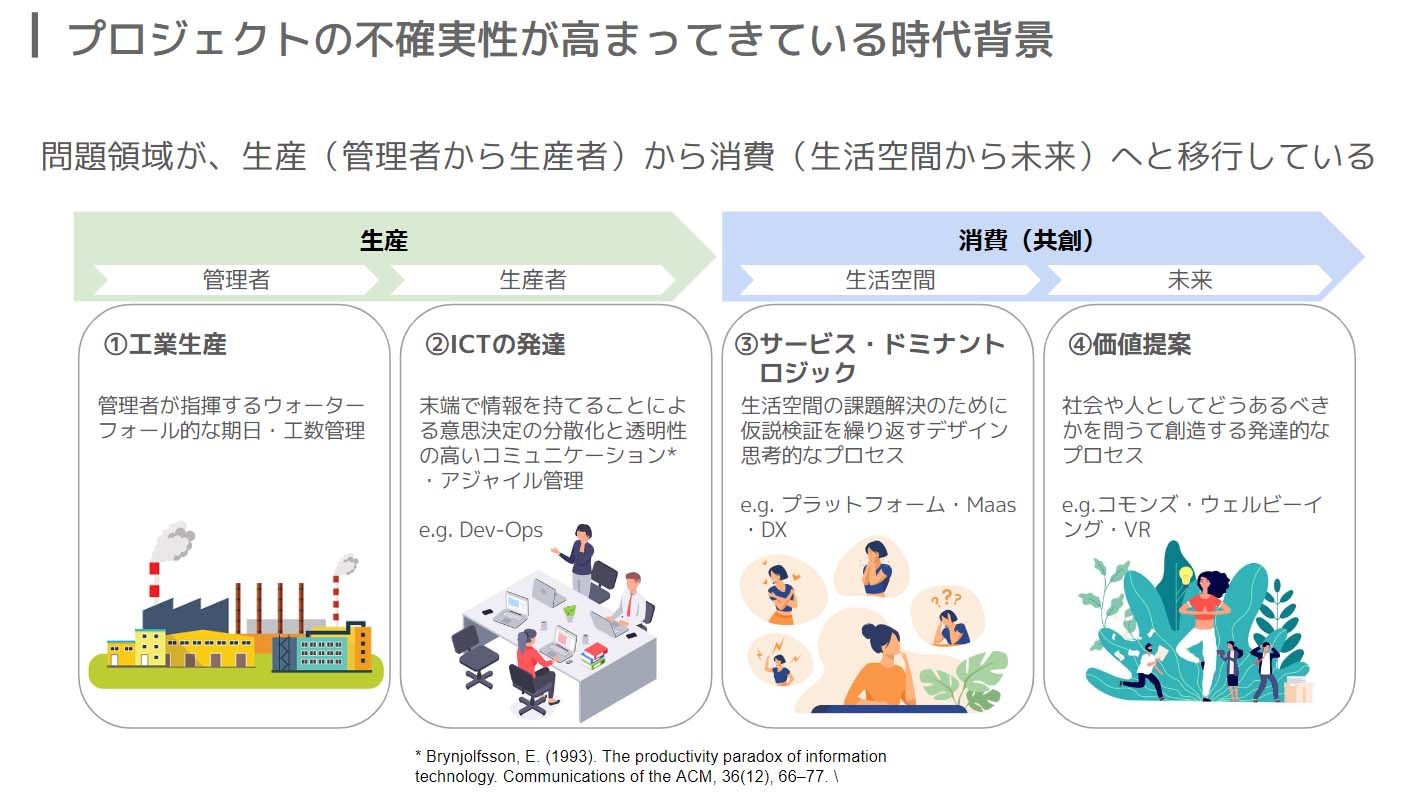 プロジェクトの不確実性が高まってきている時代背景
問題領域が、生産（管理者から生産者）から消費（生活空間から未来）へと移行している
生産
消費（共創）
管理者
生産者
生活空間
未来
①工業生産
管理者が指揮するウォーター
フォール的な期日・工数管理
②ICTの発達
末端で情報を持てることによ
る意思決定の分散化と透明性
の高いコミュニケーション*
・アジャイル管理
e.g. Dev-Ops
③サービス・ドミナント
ロジック
生活空間の課題解決のために
仮説検証を繰り返すデザイン
思考的なプロセス
e.g. プラットフォーム・Maas
・DX
④価値提案
社会や人としてどうあるべき
かを問うて創造する発達的な
プロセス
e.g.コモンズ・ウェルビーイ
ング・VR
???
* Brynjolfsson, E. (1993). The productivity paradox of information
technology. Communications of the ACM, 36(12), 66–77. \